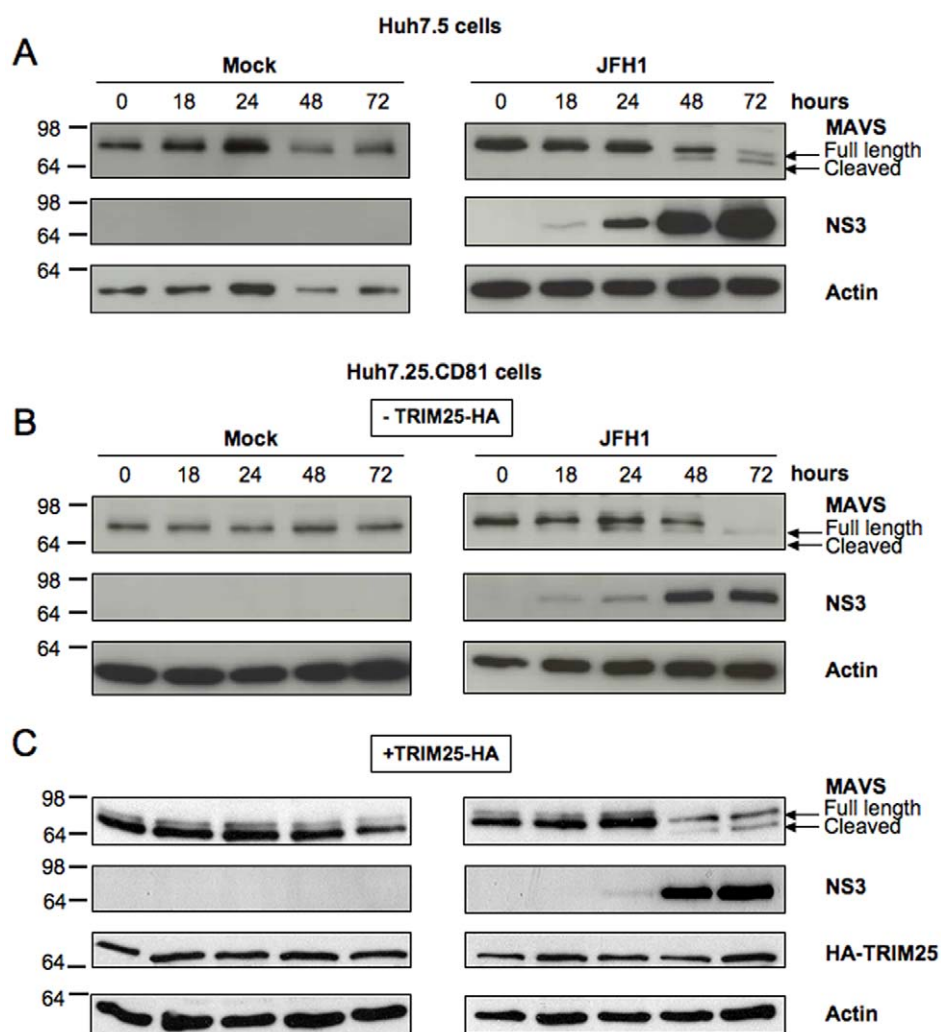 Huh7.5 cells
A
Mock JFH1
0 18 24 48 72 0 18 24 48 72 hours
98
64
MAVS
Full length
Cleaved
98
64
NS3
64
Actin
Huh7.25.CD81 cells
B
- TRIM25-HA
Mock JFH1
0 18 24 48 72 0 18 24 48 72 hours
98
64
MAVS
Full length
Cleaved
98
64
NS3
64
Actin
C
+TRIM25-HA
98
64
MAVS
Full length
Cleaved
98
64
NS3
64
HA-TRIM25
64
Actin